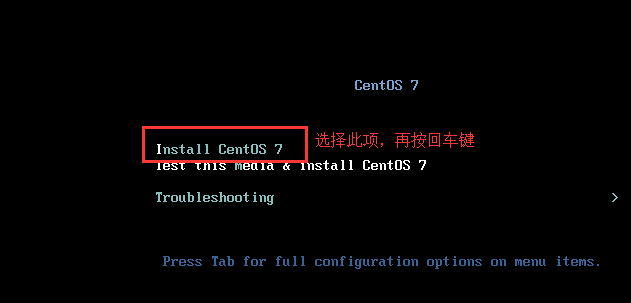 CentOS 7
Install CentOS 7
选择此项，再按回车键
Test this media & install CentOS 7
Troubleshooting >
Press Tab for full configuration options on menu items.